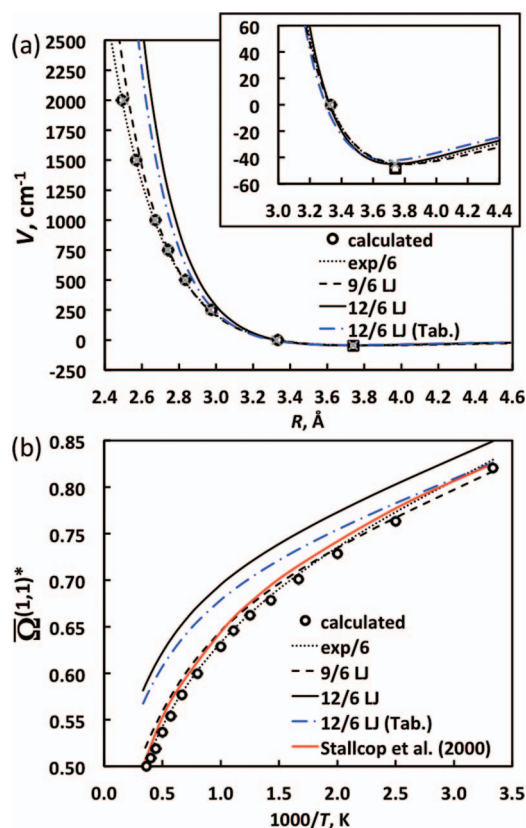 (a)
2500
2250
2000
1750
1500
1250
1000
750
500
250
0
-250
V, cm⁻¹
2.4 2.6 2.8 3.0 3.2 3.4 3.6 3.8 4.0 4.2 4.4 4.6
R, Å
60
40
20
0
-20
-40
-60
3.0 3.2 3.4 3.6 3.8 4.0 4.2 4.4
calculated
exp/6
9/6 LJ
12/6 LJ
12/6 LJ (Tab.)
(b)
0.85
0.80
0.75
0.70
0.65
0.60
0.55
0.50
Ω̅⁽¹,¹⁾*
0.0 0.5 1.0 1.5 2.0 2.5 3.0 3.5
1000/T, K
calculated
exp/6
9/6 LJ
12/6 LJ
12/6 LJ (Tab.)
Stallcop et al. (2000)